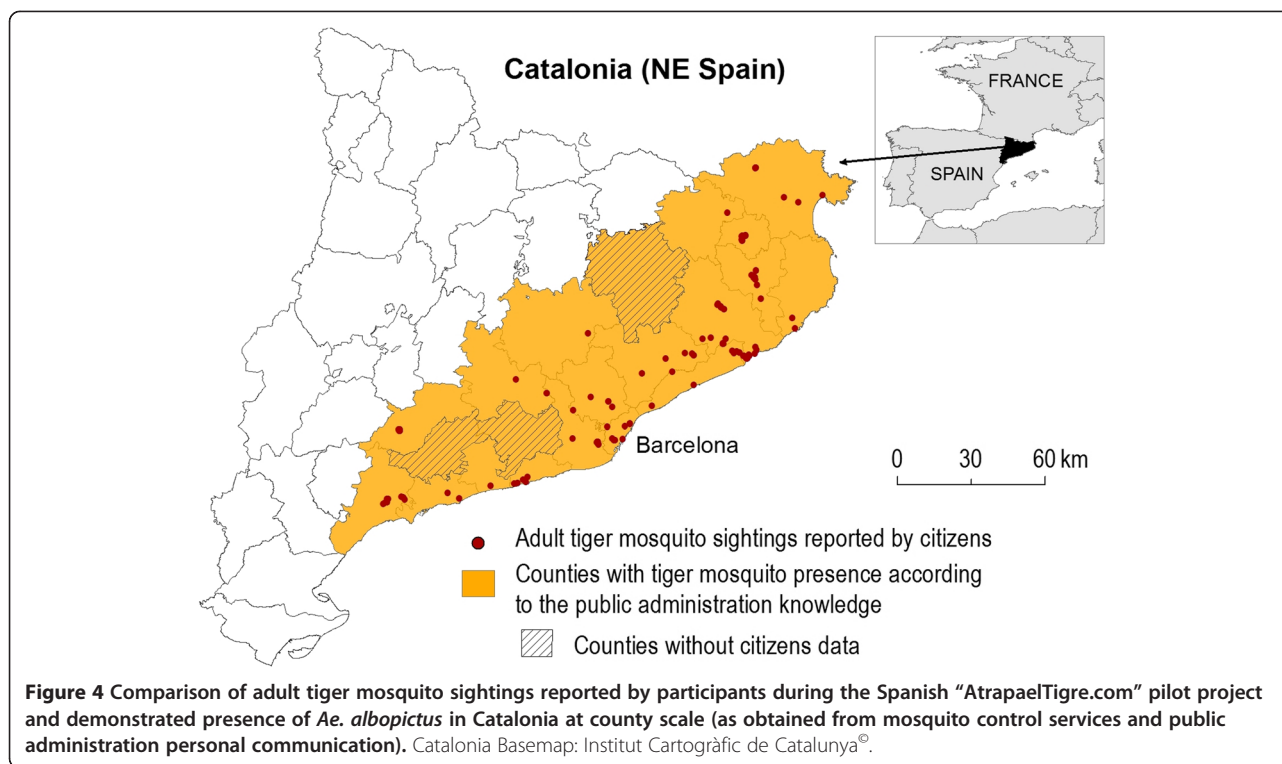 Catalonia (NE Spain)
FRANCE
SPAIN
Barcelona
0 30 60 km
Adult tiger mosquito sightings reported by citizens
Counties with tiger mosquito presence according
to the public administration knowledge
Counties without citizens data
Figure 4 Comparison of adult tiger mosquito sightings reported by participants during the Spanish “AtrapaelTigre.com” pilot project
and demonstrated presence of Ae. albopictus in Catalonia at county scale (as obtained from mosquito control services and public
administration personal communication). Catalonia Basemap: Institut Cartogràfic de Catalunya©.